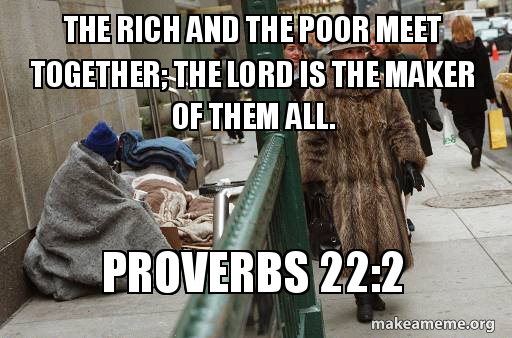 THE RICH AND THE POOR MEET
TOGETHER; THE LORD IS THE MAKER
OF THEM ALL.
PROVERBS 22:2
makeameme.org